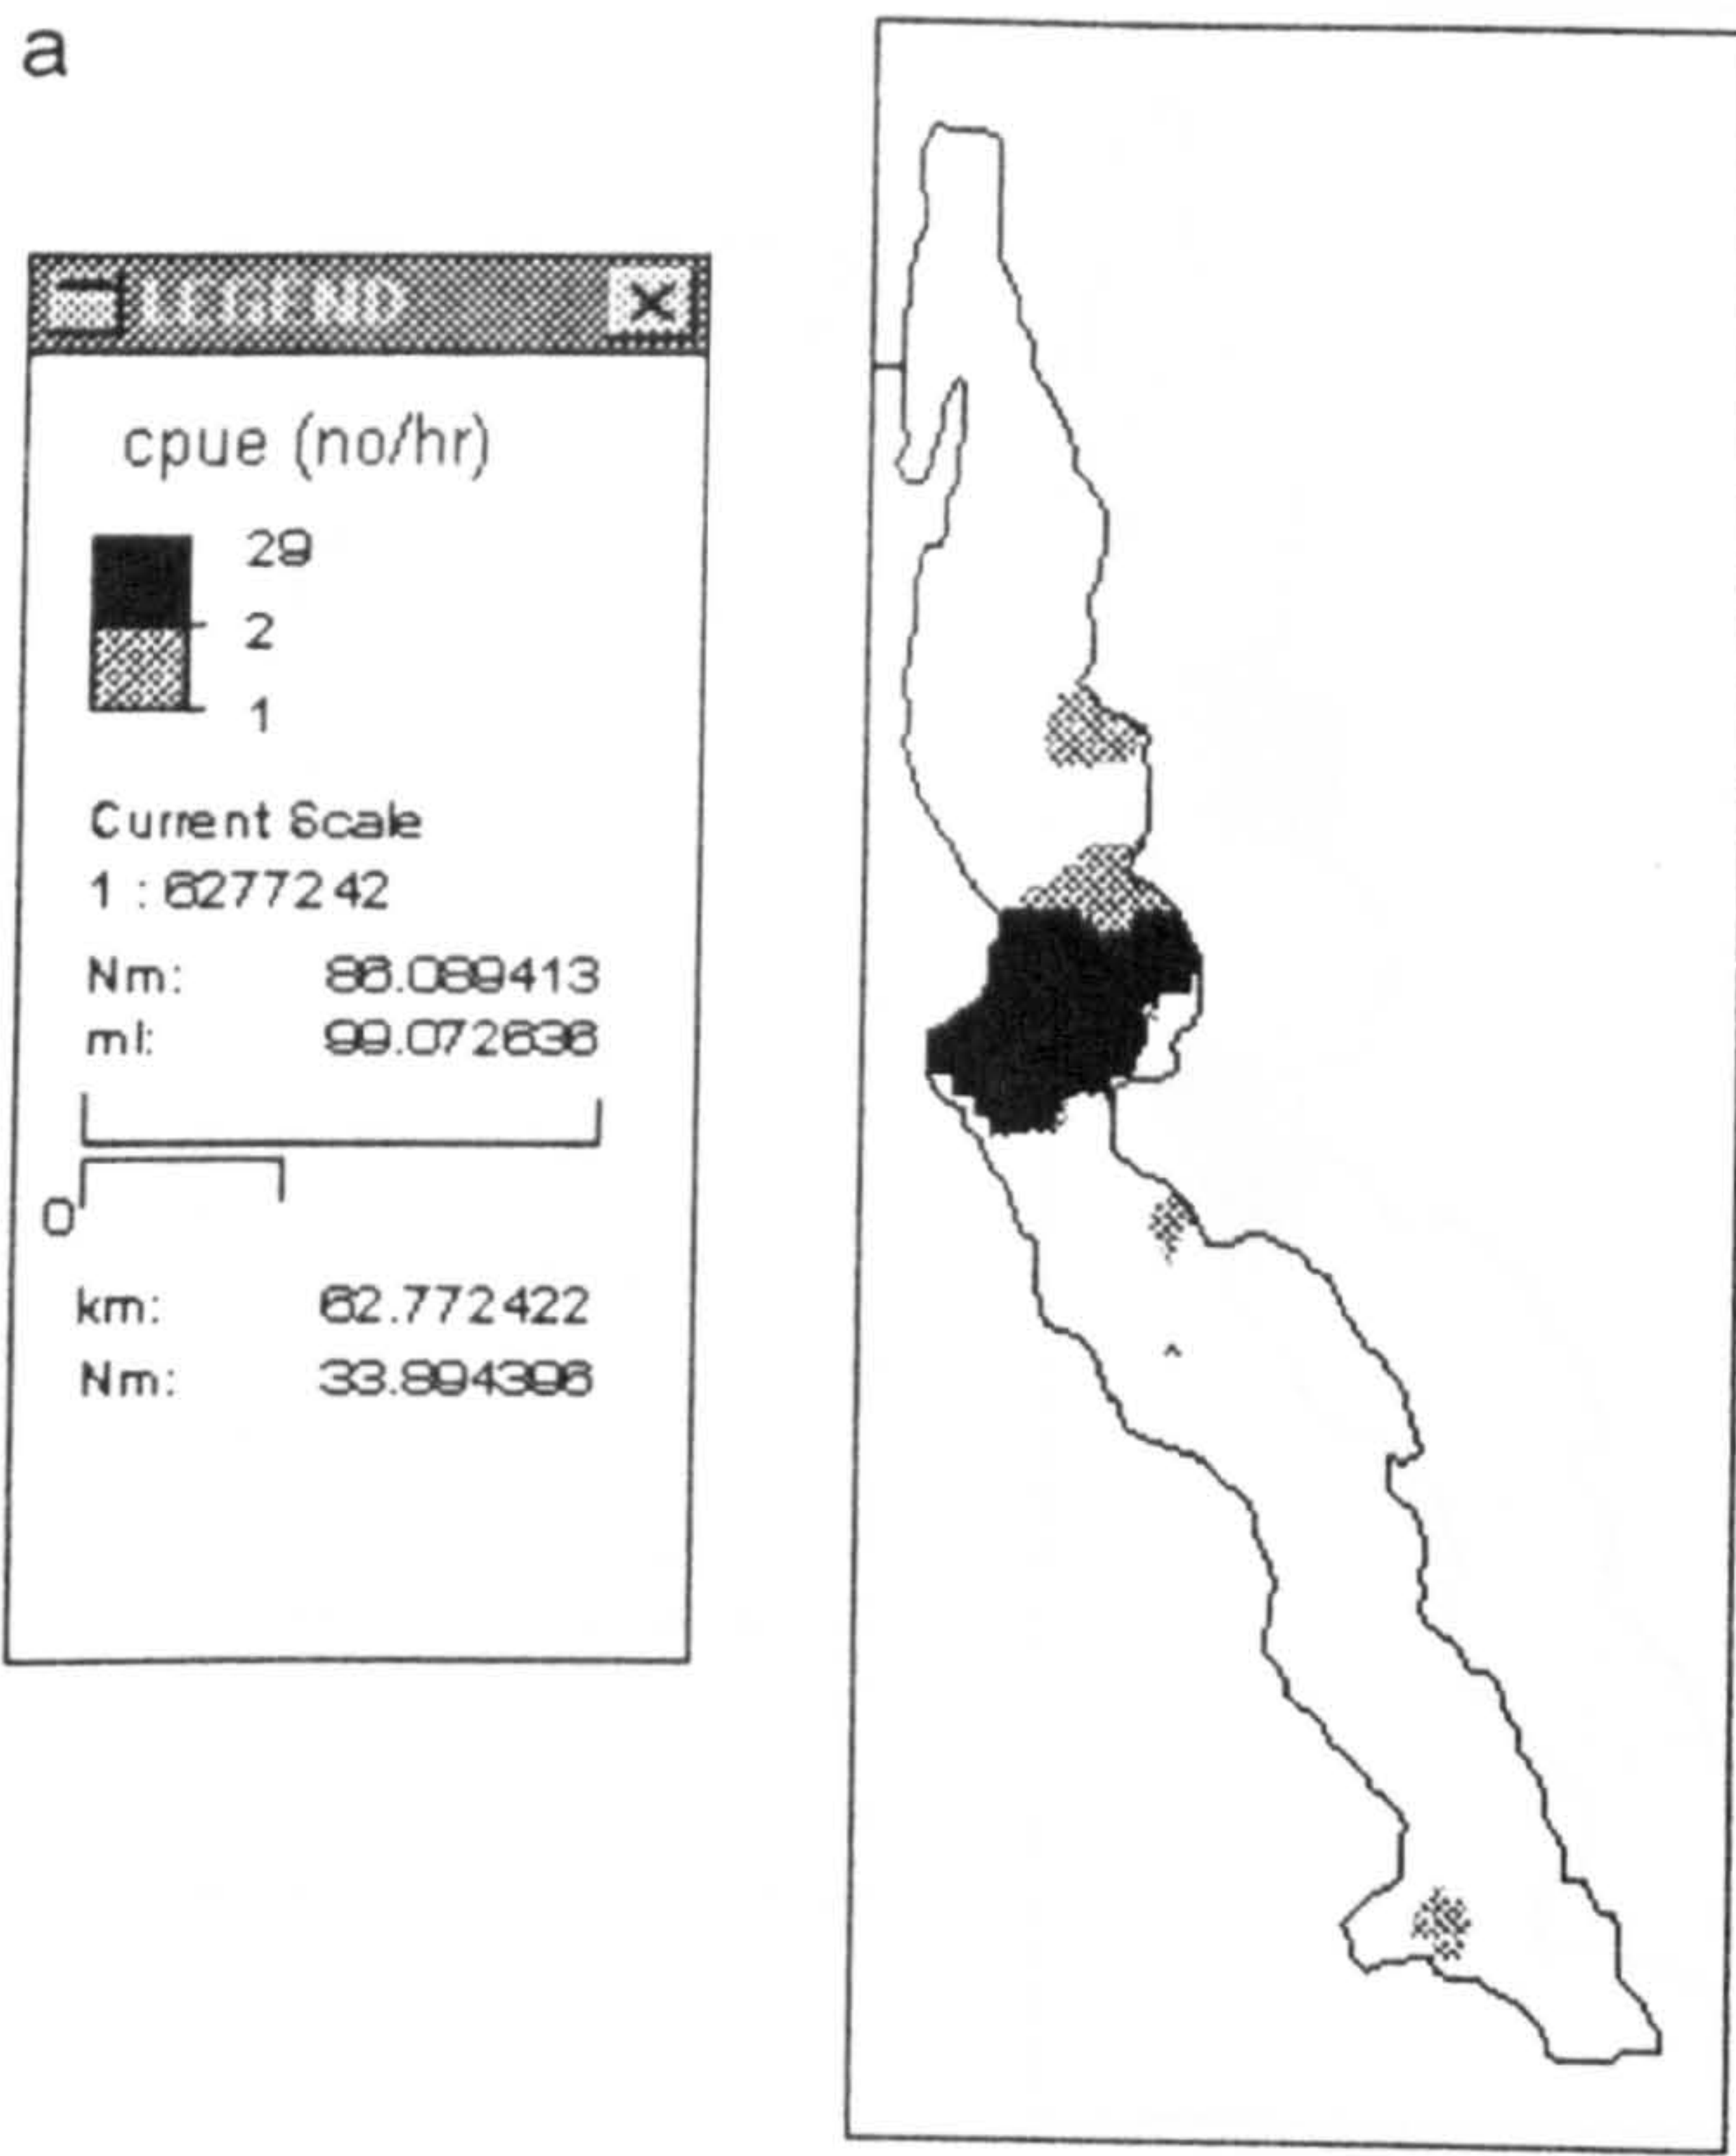 a
LEGEND
cpue (no/hr)
29
2
1
Current Scale
1 : 6277242
Nm: 86.089413
ml: 99.072636
0
km: 62.772422
Nm: 33.894396